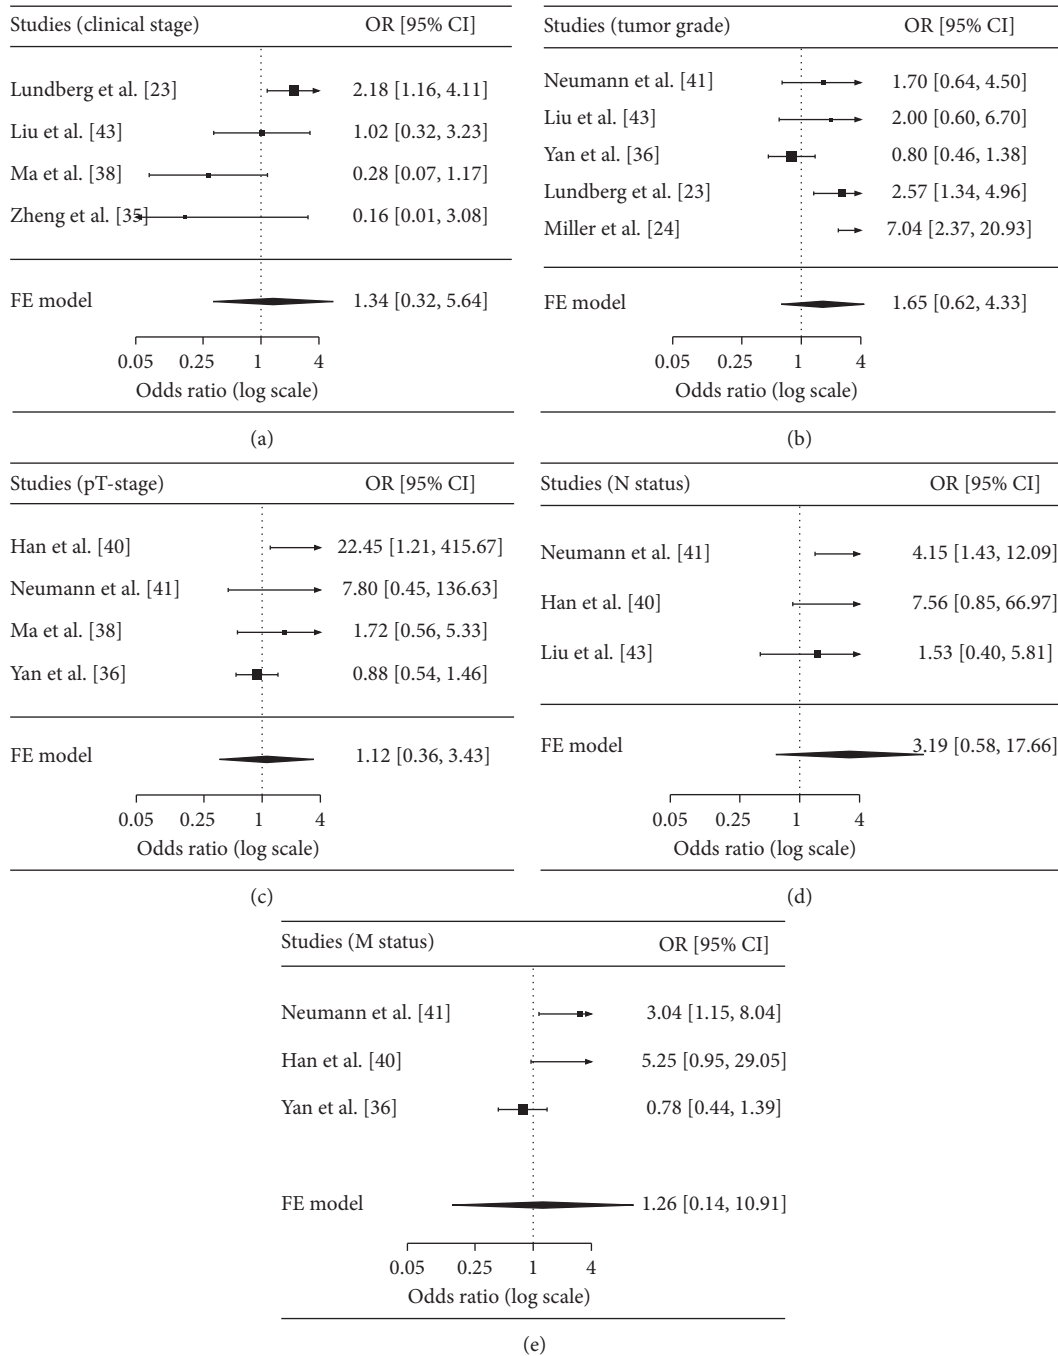 Studies (clinical stage) OR [95% CI]
Lundberg et al. [23] 2.18 [1.16, 4.11]
Liu et al. [43] 1.02 [0.32, 3.23]
Ma et al. [38] 0.28 [0.07, 1.17]
Zheng et al. [35] 0.16 [0.01, 3.08]
FE model 1.34 [0.32, 5.64]
0.05 0.25 1 4
Odds ratio (log scale)
(a)
Studies (tumor grade) OR [95% CI]
Neumann et al. [41] 1.70 [0.64, 4.50]
Liu et al. [43] 2.00 [0.60, 6.70]
Yan et al. [36] 0.80 [0.46, 1.38]
Lundberg et al. [23] 2.57 [1.34, 4.96]
Miller et al. [24] 7.04 [2.37, 20.93]
FE model 1.65 [0.62, 4.33]
0.05 0.25 1 4
Odds ratio (log scale)
(b)
Studies (pT-stage) OR [95% CI]
Han et al. [40] 22.45 [1.21, 415.67]
Neumann et al. [41] 7.80 [0.45, 136.63]
Ma et al. [38] 1.72 [0.56, 5.33]
Yan et al. [36] 0.88 [0.54, 1.46]
FE model 1.12 [0.36, 3.43]
0.05 0.25 1 4
Odds ratio (log scale)
(c)
Studies (N status) OR [95% CI]
Neumann et al. [41] 4.15 [1.43, 12.09]
Han et al. [40] 7.56 [0.85, 66.97]
Liu et al. [43] 1.53 [0.40, 5.81]
FE model 3.19 [0.58, 17.66]
0.05 0.25 1 4
Odds ratio (log scale)
(d)
Studies (M status) OR [95% CI]
Neumann et al. [41] 3.04 [1.15, 8.04]
Han et al. [40] 5.25 [0.95, 29.05]
Yan et al. [36] 0.78 [0.44, 1.39]
FE model 1.26 [0.14, 10.91]
0.05 0.25 1 4
Odds ratio (log scale)
(e)